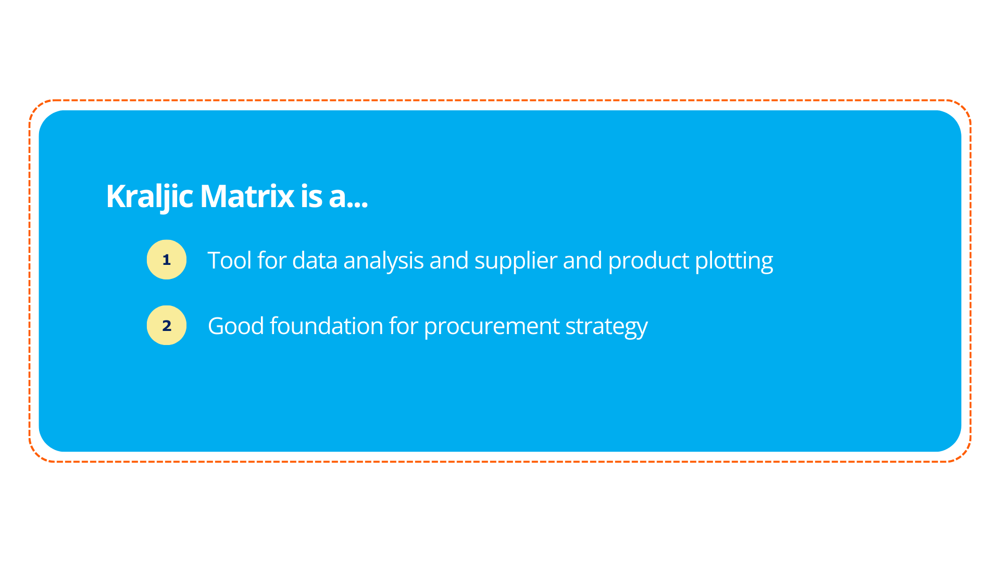 Kraljic Matrix is a...
1 Tool for data analysis and supplier and product plotting
2 Good foundation for procurement strategy